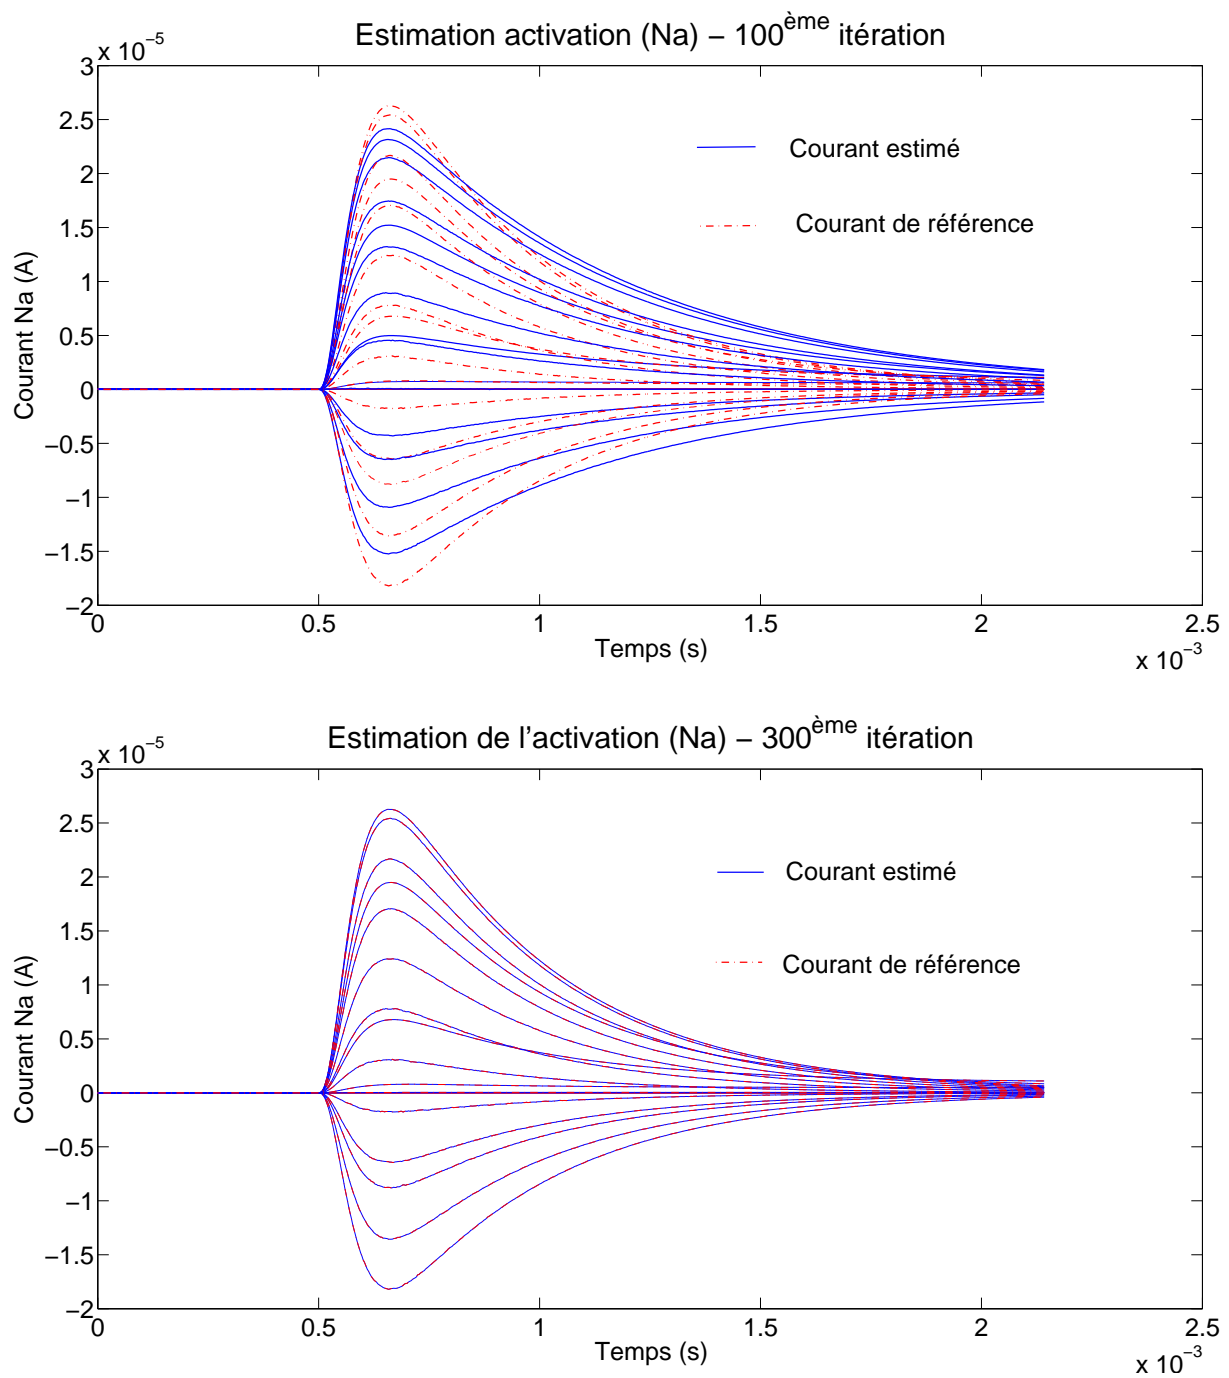 Estimation activation (Na) − 100ème itération
x 10−5
3
2.5
2
1.5
1
0.5
0
−0.5
−1
−1.5
−2
Courant Na (A)
Courant estimé
Courant de référence
0 0.5 1 1.5 2 2.5
Temps (s)
x 10−3
Estimation de l'activation (Na) − 300ème itération
x 10−5
3
2.5
2
1.5
1
0.5
0
−0.5
−1
−1.5
−2
Courant Na (A)
Courant estimé
Courant de référence
0 0.5 1 1.5 2 2.5
Temps (s)
x 10−3